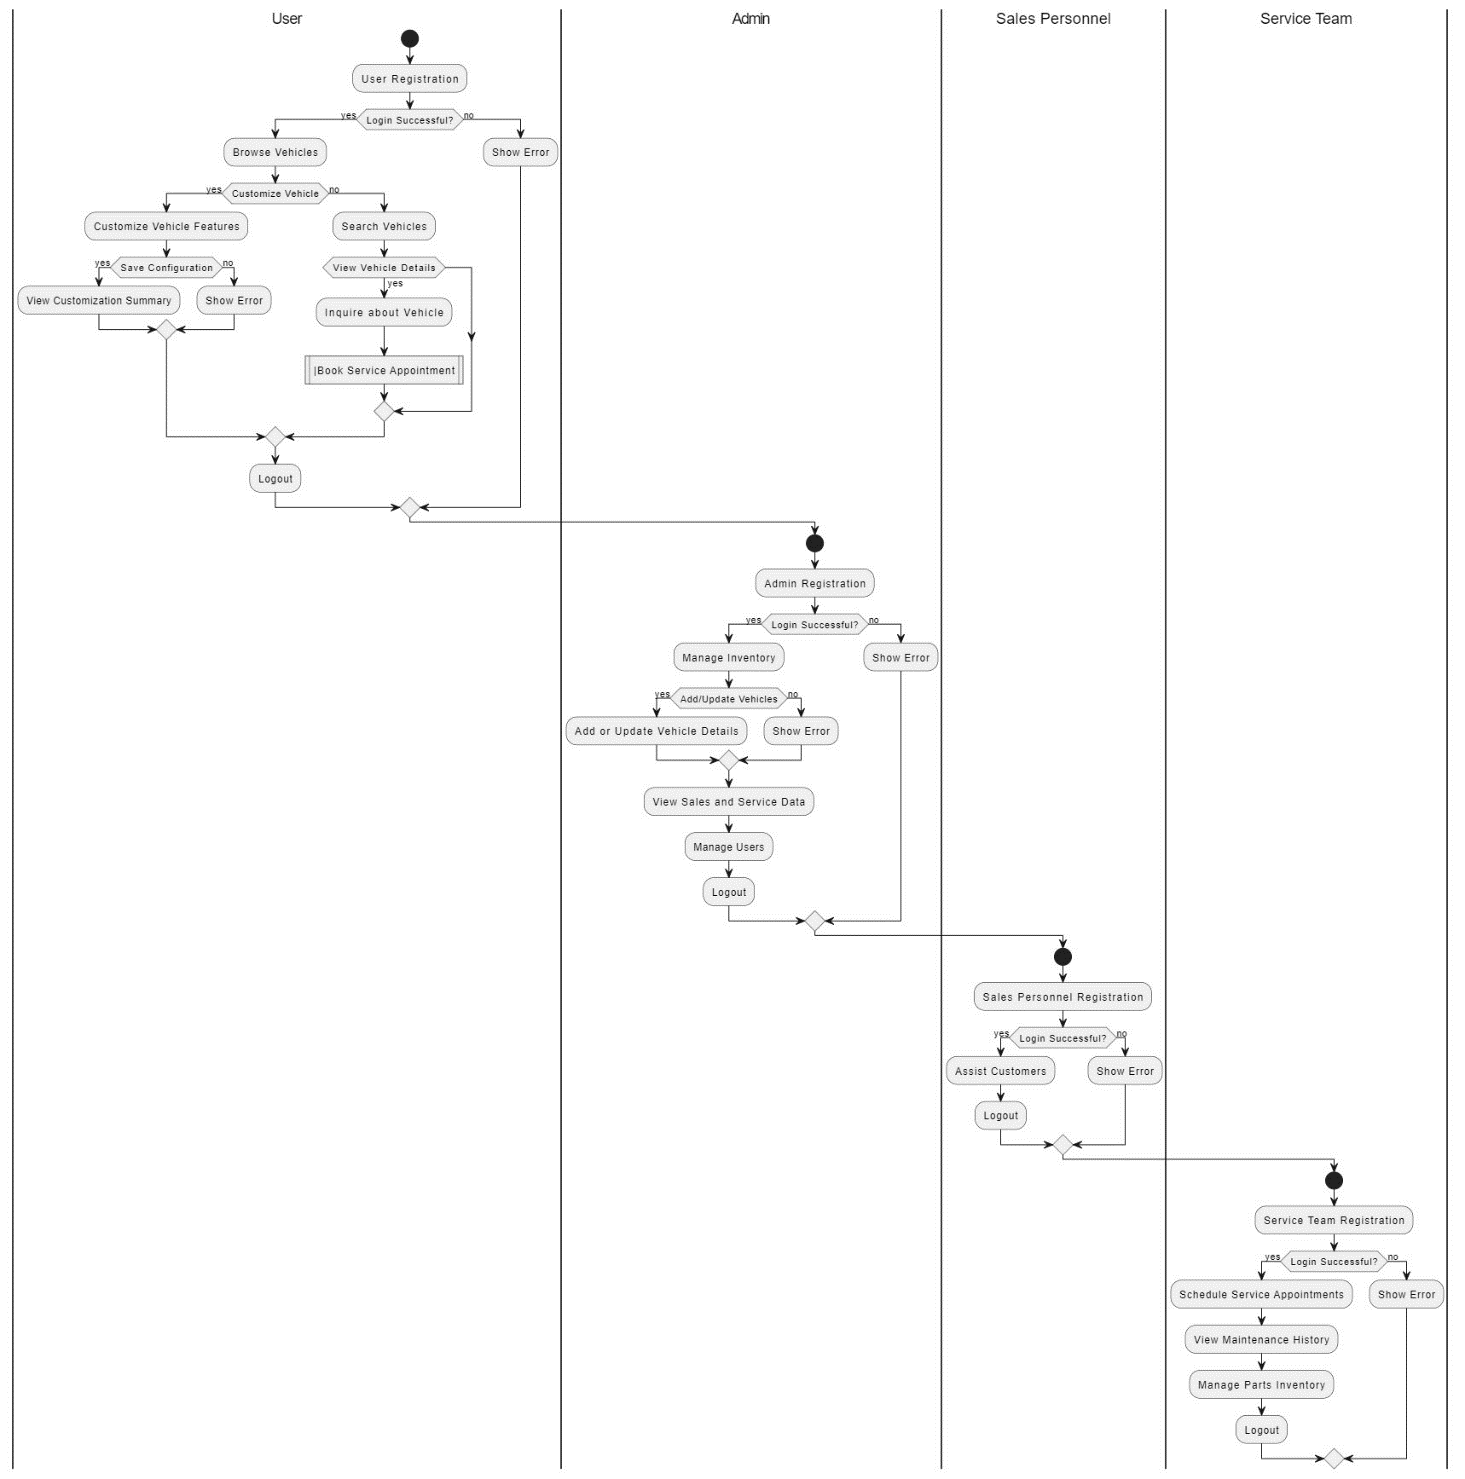 User
Admin
Sales Personnel
Service Team
User Registration
yes
Login Successful?
no
Browse Vehicles
Show Error
yes
Customize Vehicle
no
Customize Vehicle Features
Search Vehicles
yes
Save Configuration
no
View Vehicle Details
yes
View Customization Summary
Show Error
Inquire about Vehicle
|Book Service Appointment
Logout
Admin Registration
yes
Login Successful?
no
Manage Inventory
Show Error
yes
Add/Update Vehicles
no
Add or Update Vehicle Details
Show Error
View Sales and Service Data
Manage Users
Logout
Sales Personnel Registration
yes
Login Successful?
no
Assist Customers
Show Error
Logout
Service Team Registration
yes
Login Successful?
no
Schedule Service Appointments
Show Error
View Maintenance History
Manage Parts Inventory
Logout